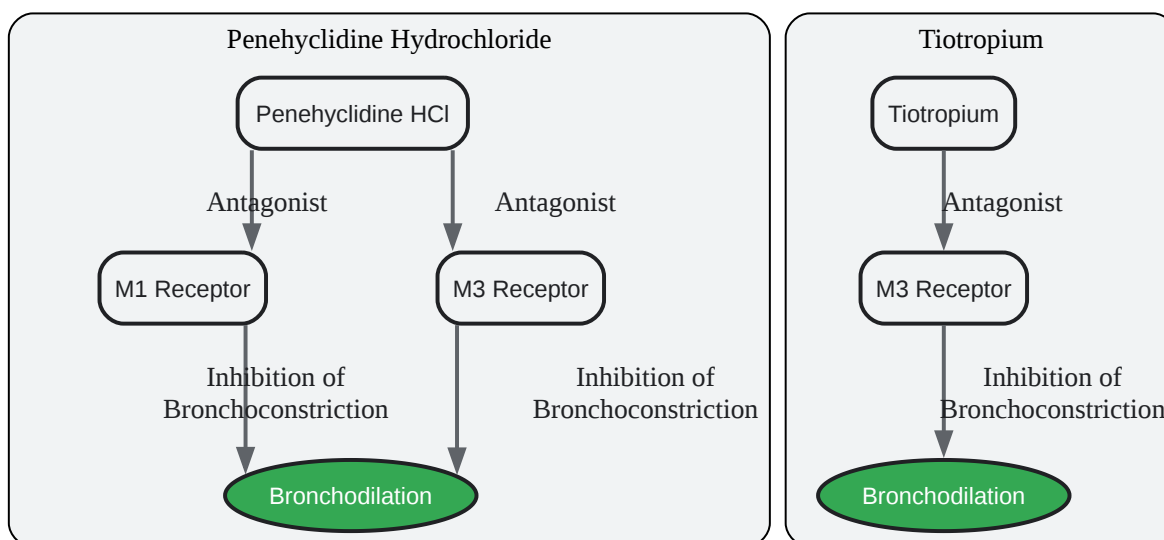 Penehyclidine Hydrochloride
Penehyclidine HCl
Antagonist
Antagonist
M1 Receptor
M3 Receptor
Inhibition of
Bronchoconstriction
Inhibition of
Bronchoconstriction
Bronchodilation
Tiotropium
Tiotropium
Antagonist
M3 Receptor
Inhibition of
Bronchoconstriction
Bronchodilation